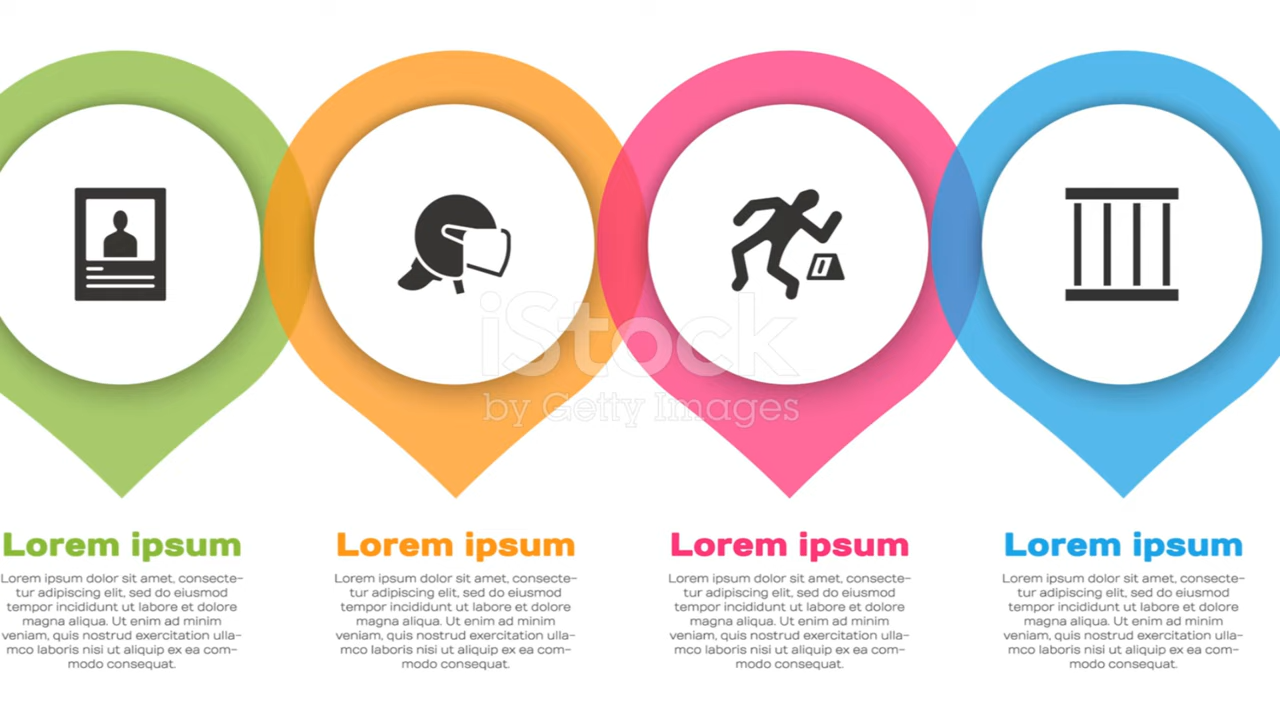 iStock
by Getty Images
Lorem ipsum
Lorem ipsum dolor sit amet, consecte-
tur adipiscing elit, sed do eiusmod
tempor incididunt ut labore et dolore
magna aliqua. Ut enim ad minim
veniam, quis nostrud exercitation ulla-
mco laboris nisi ut aliquip ex ea com-
modo consequat.
Lorem ipsum
Lorem ipsum dolor sit amet, consecte-
tur adipiscing elit, sed do eiusmod
tempor incididunt ut labore et dolore
magna aliqua. Ut enim ad minim
veniam, quis nostrud exercitation ulla-
mco laboris nisi ut aliquip ex ea com-
modo consequat.
Lorem ipsum
Lorem ipsum dolor sit amet, consecte-
tur adipiscing elit, sed do eiusmod
tempor incididunt ut labore et dolore
magna aliqua. Ut enim ad minim
veniam, quis nostrud exercitation ulla-
mco laboris nisi ut aliquip ex ea com-
modo consequat.
Lorem ipsum
Lorem ipsum dolor sit amet, consecte-
tur adipiscing elit, sed do eiusmod
tempor incididunt ut labore et dolore
magna aliqua. Ut enim ad minim
veniam, quis nostrud exercitation ulla-
mco laboris nisi ut aliquip ex ea com-
modo consequat.